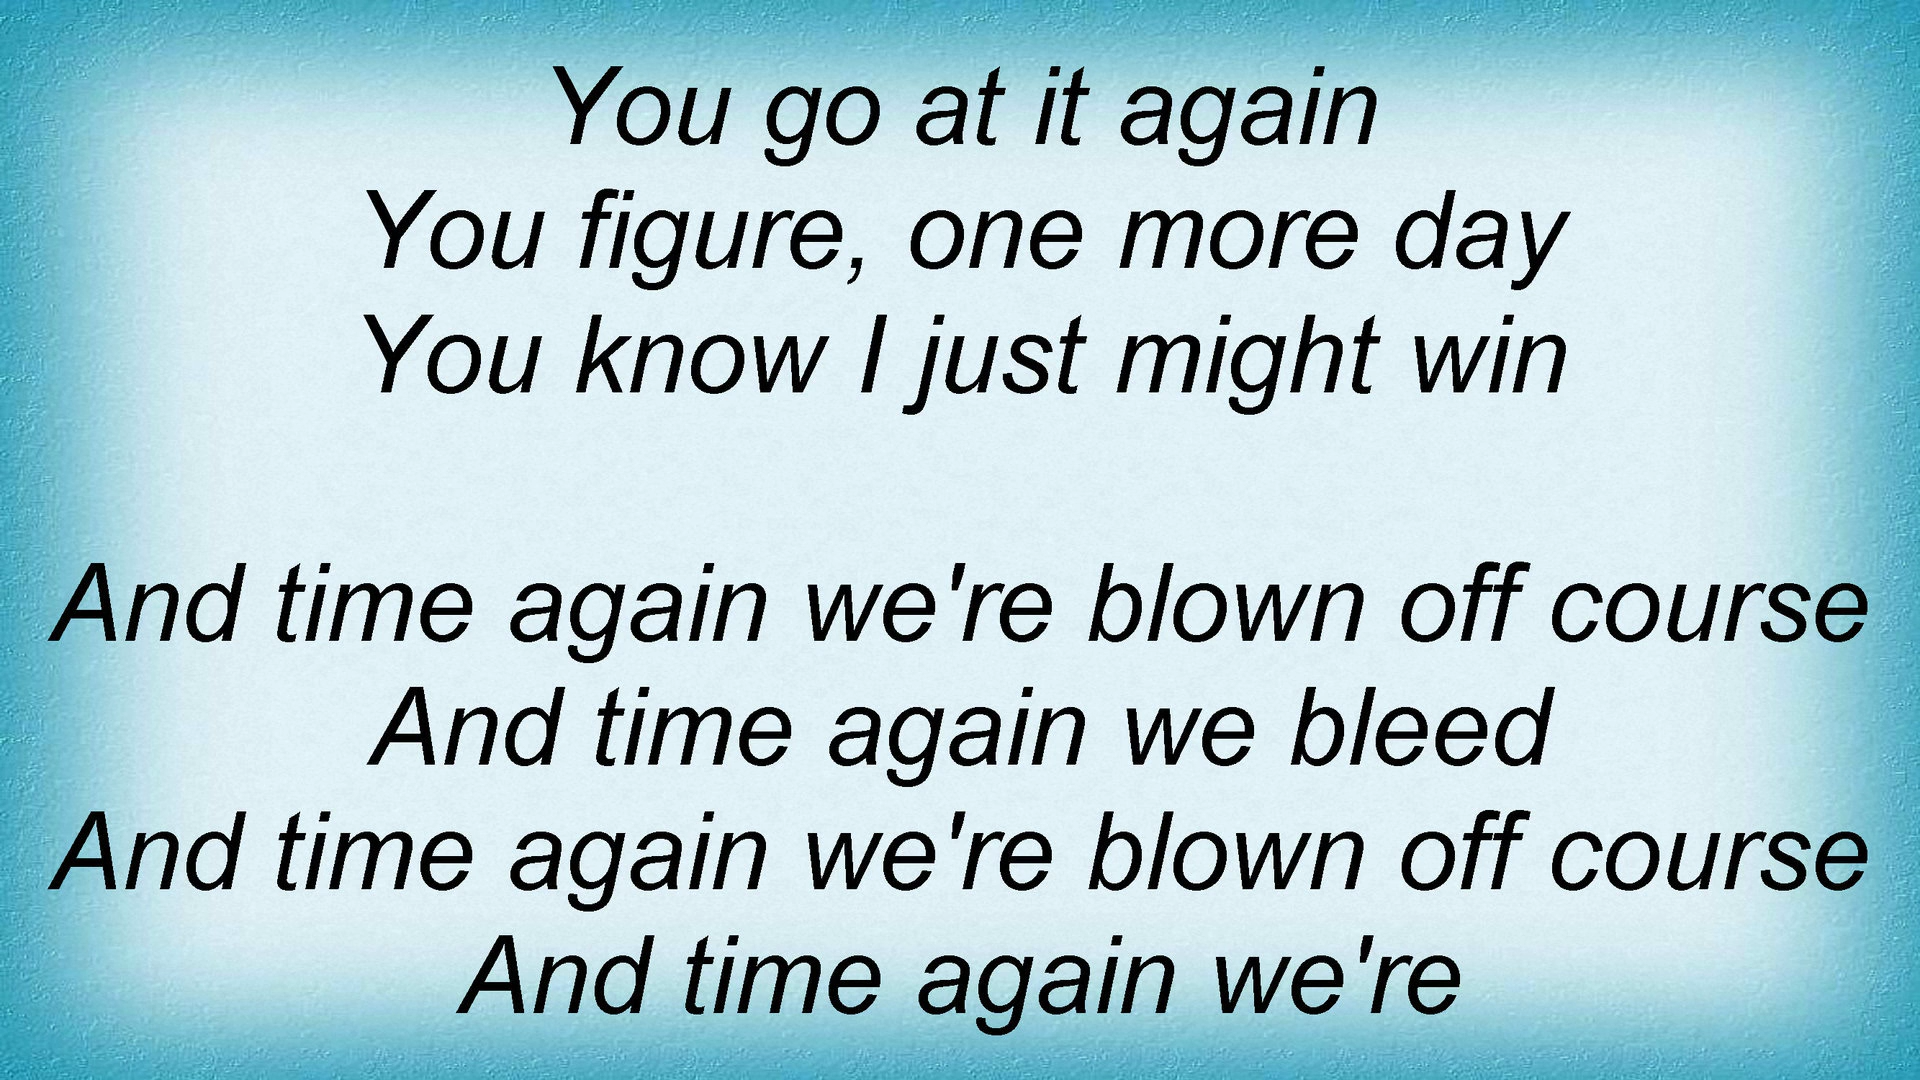 You go at it again
You figure, one more day
You know I just might win
And time again we're blown off course
And time again we bleed
And time again we're blown off course
And time again we're